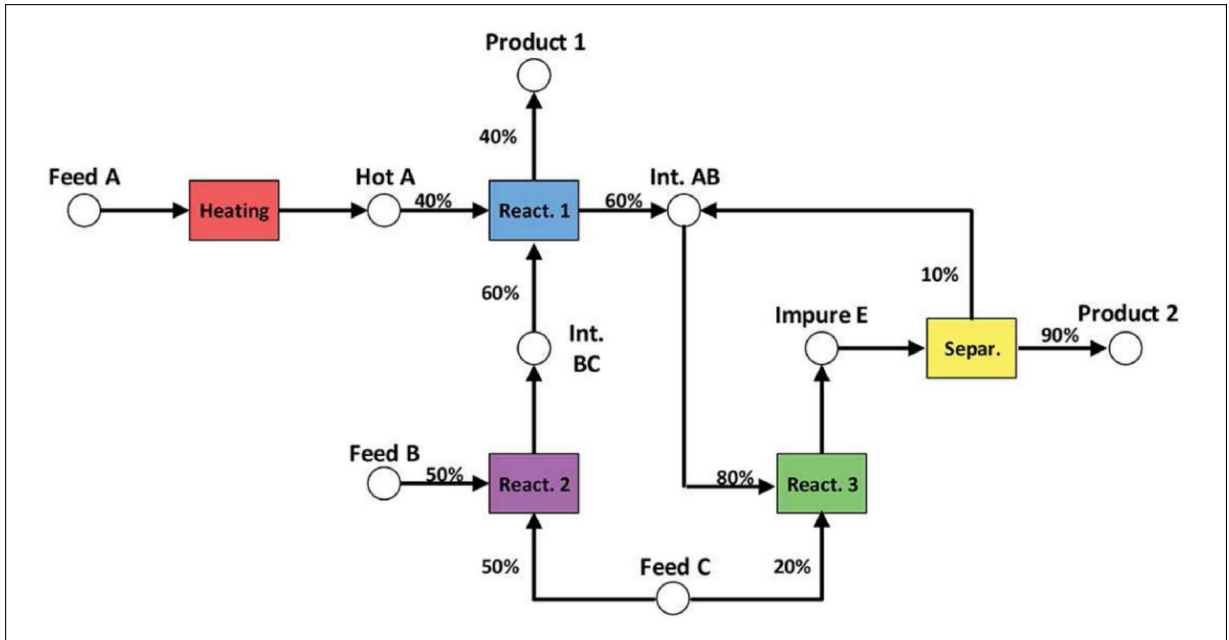 Product 1
40%
Feed A
Heating
Hot A
40%
React. 1
60%
Int. AB
60%
10%
Int.
BC
Impure E
Separ.
90%
Product 2
Feed B
50%
React. 2
80%
React. 3
50%
Feed C
20%